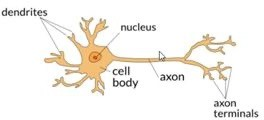 dendrites
nucleus
cell
body
axon
axon
terminals